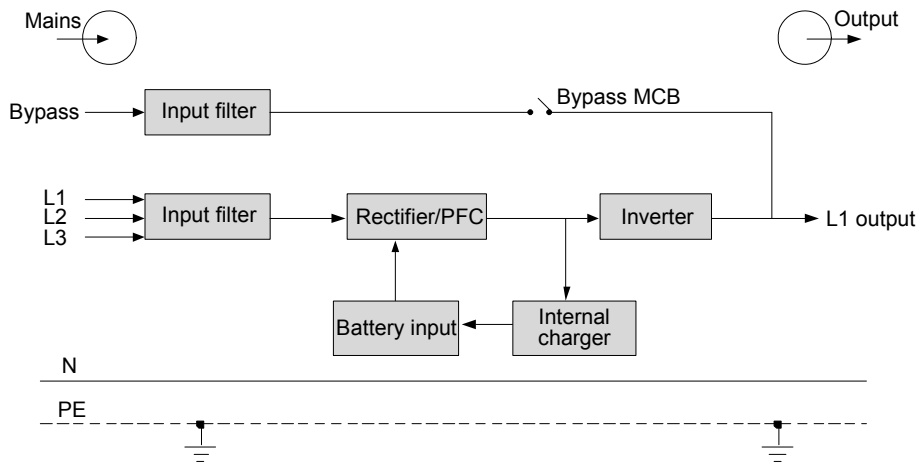 Mains
Output
Bypass
Input filter
Bypass MCB
L1
L2
L3
Input filter
Rectifier/PFC
Inverter
L1 output
Battery input
Internal
charger
N
PE